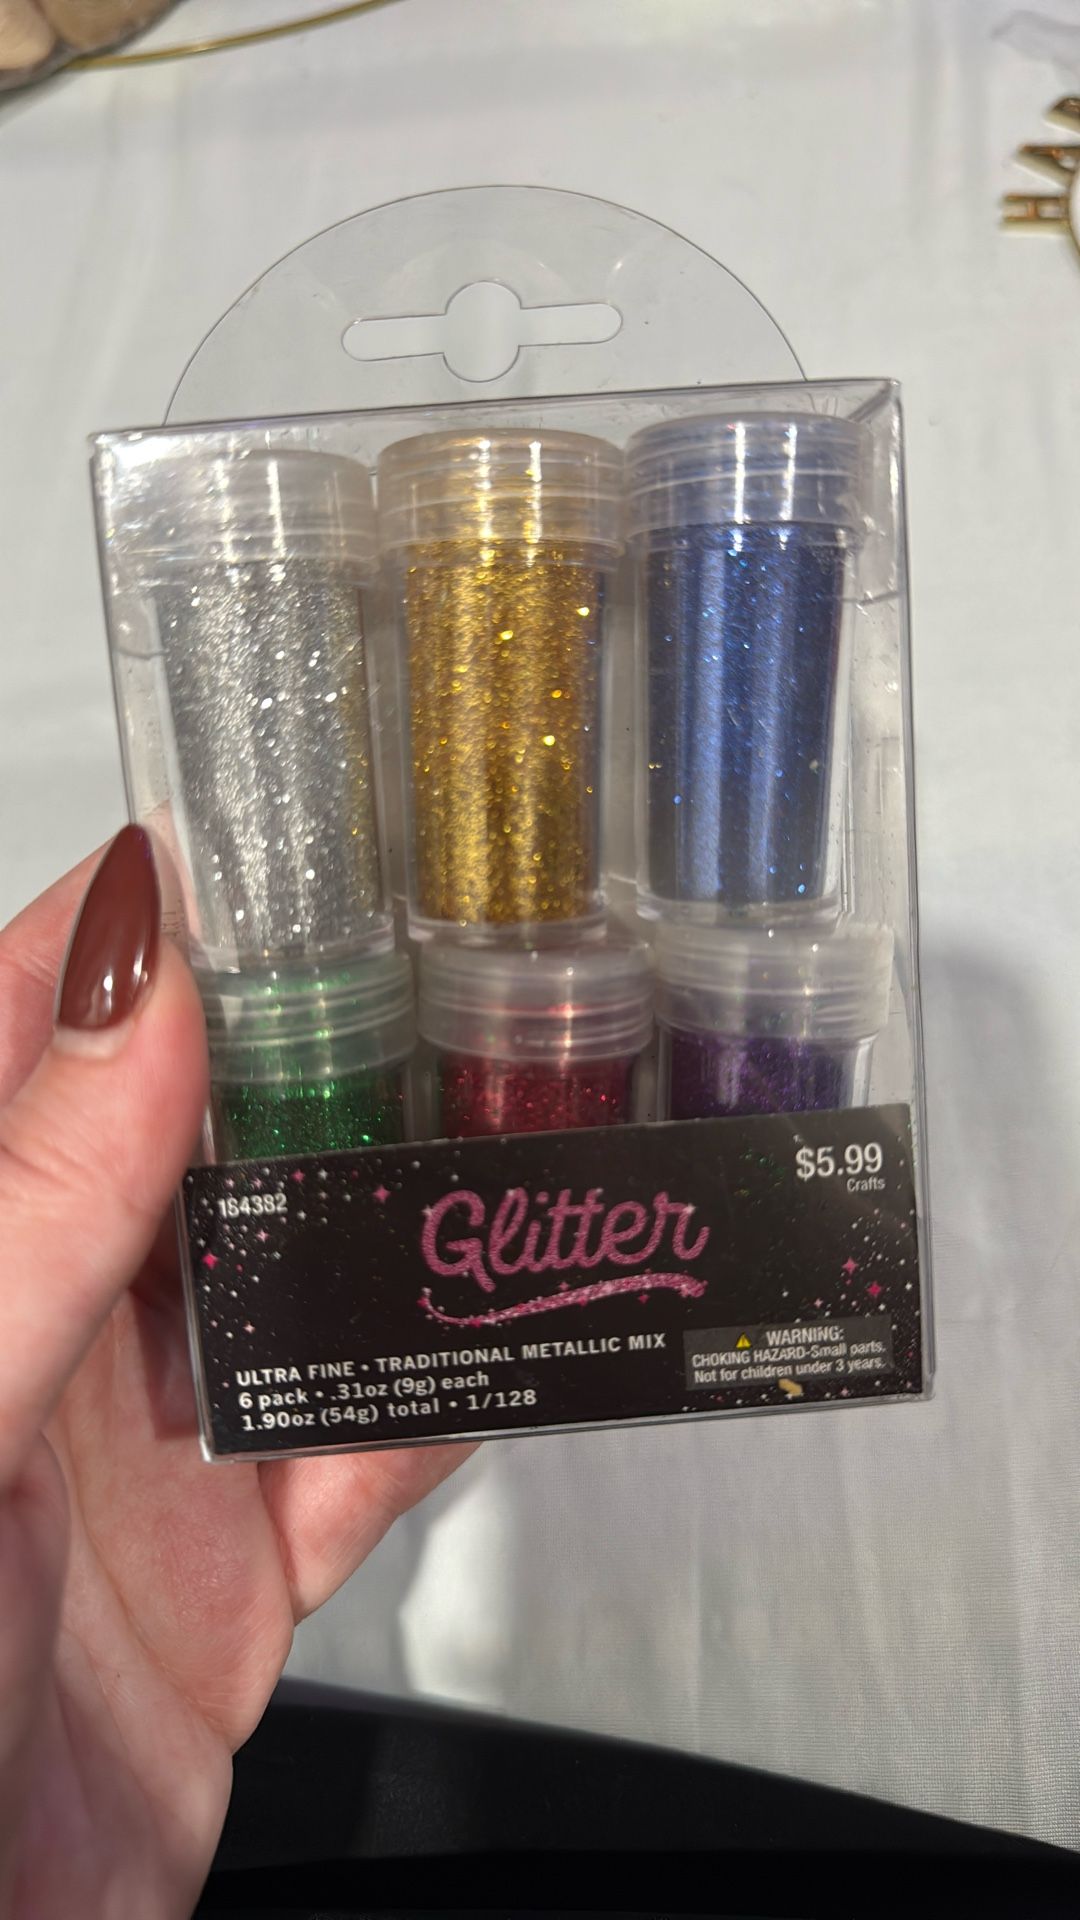 184382
$5.99
Crafts
Glitter
ULTRA FINE • TRADITIONAL METALLIC MIX
6 pack • .31oz (9g) each
1.90oz (54g) total • 1/128
WARNING:
CHOKING HAZARD-Small parts.
Not for children under 3 years.